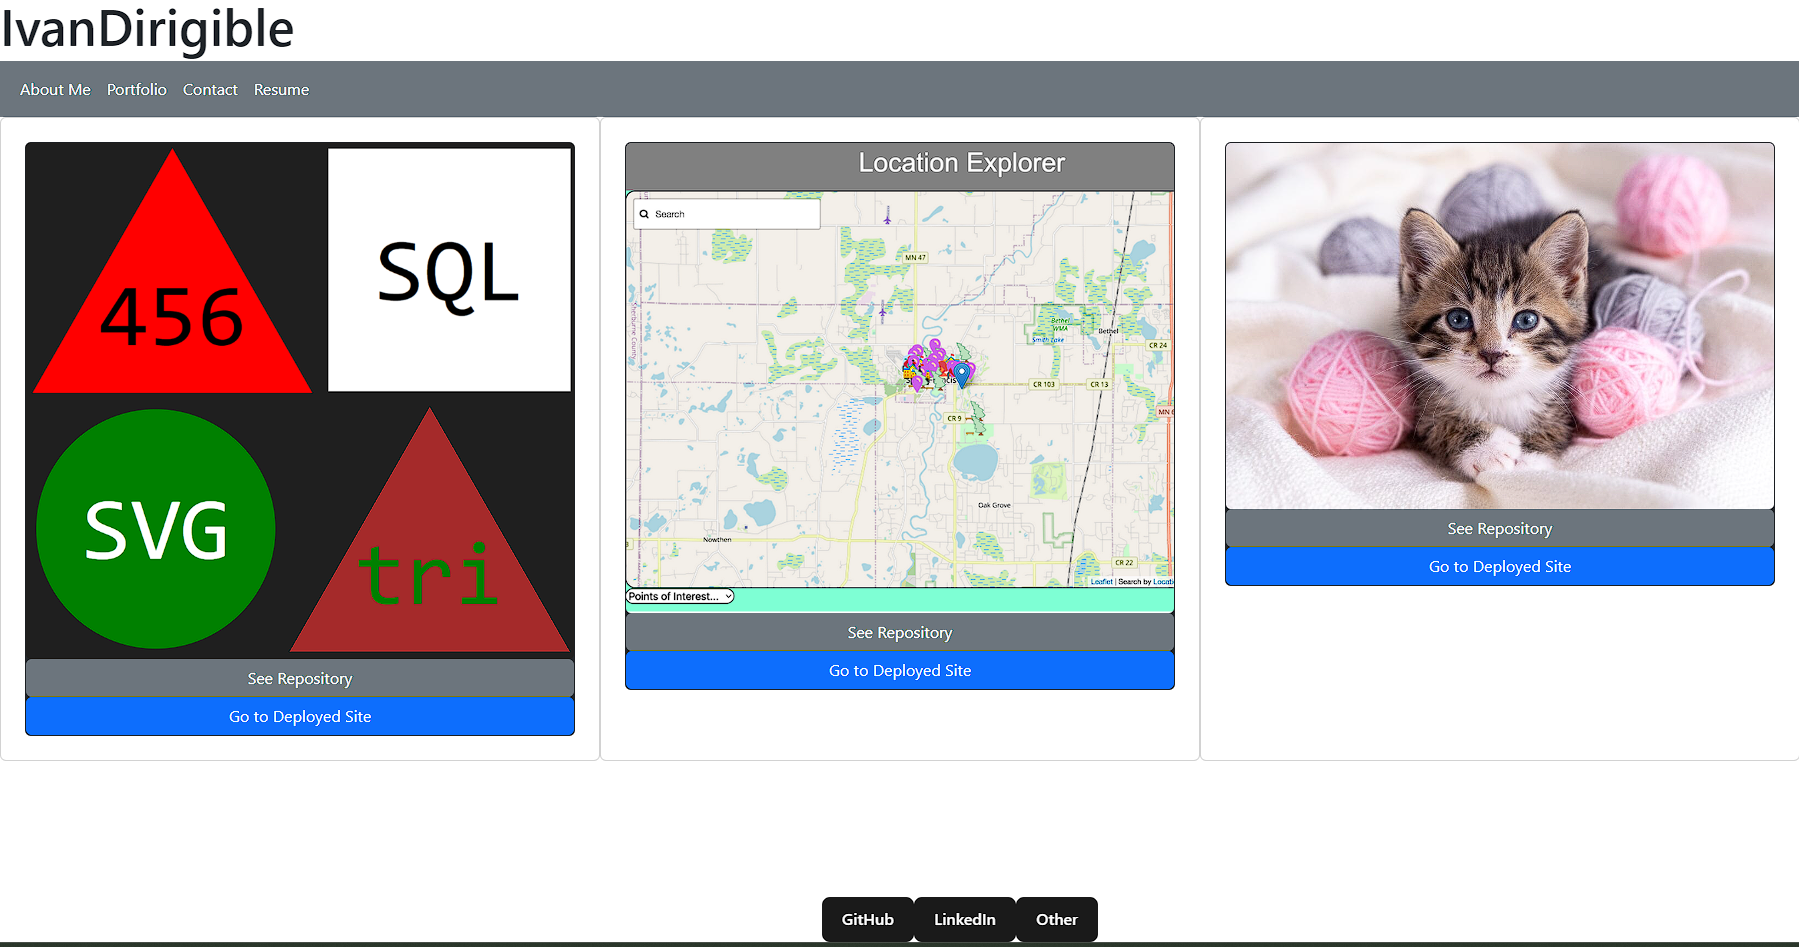 IvanDirigible
About Me Portfolio Contact Resume
456
SQL
SVG
tri
See Repository
Go to Deployed Site
Location Explorer
Search
MN 47
Bethel
WMA
Bethel
Smith Lake
CR 24
CR 103
CR 13
CR 9
Oak Grove
Nowthen
CR 22
Leaflet | Search by
Points of Interest...
See Repository
Go to Deployed Site
See Repository
Go to Deployed Site
GitHub LinkedIn Other